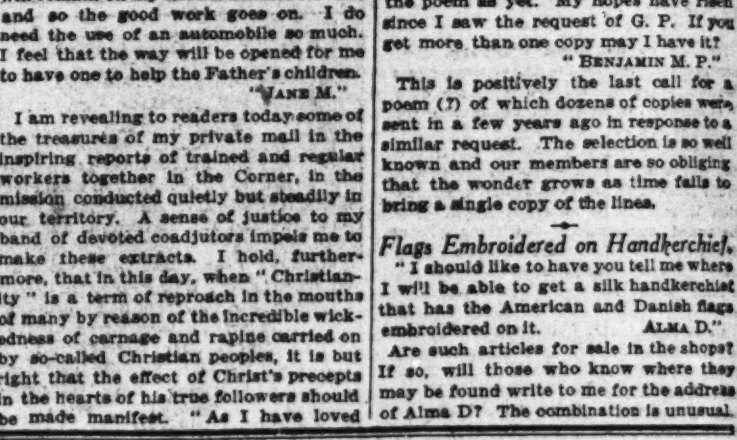 and so the good work goes on. I do
need the use of an automobile so much.
I feel that the way will be opened for me
to have one to help the Father's children.
"JANE M."
I am revealing to readers today some of
the treasures of my private mail in the
inspiring reports of trained and regular
workers together in the Corner, in the
mission conducted quietly but steadily in
our territory. A sense of justice to my
band of devoted coadjutors impels me to
make these extracts. I hold, further-
more, that in this day, when "Christian-
ity" is a term of reproach in the mouths
of many by reason of the incredible wick-
edness of carnage and rapine carried on
by so-called Christian peoples, it is but
right that the effect of Christ's precepts
in the hearts of his true followers should
be made manifest. "As I have loved
the poem as yet. My hopes have risen
since I saw the request of G. P. If you
get more than one copy may I have it?
"BENJAMIN M. P."
This is positively the last call for a
poem (?) of which dozens of copies were
sent in a few years ago in response to a
similar request. The selection is so well
known and our members are so obliging
that the wonder grows as time fails to
bring a single copy of the lines.
Flags Embroidered on Handkerchief.
"I should like to have you tell me where
I will be able to get a silk handkerchief
that has the American and Danish flags
embroidered on it. ALMA D."
Are such articles for sale in the shops?
If so, will those who know where they
may be found write to me for the address
of Alma D? The combination is unusual.